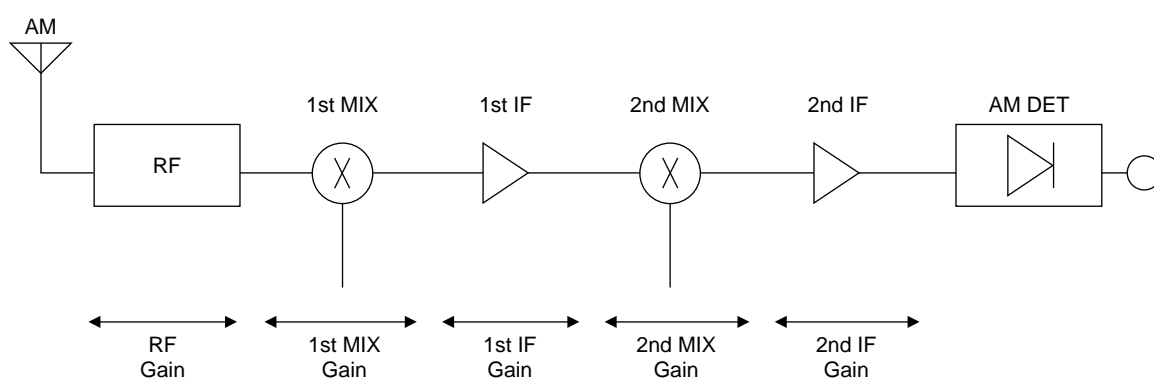 AM
1st MIX
1st IF
2nd MIX
2nd IF
AM DET
RF
RF
Gain
1st MIX
Gain
1st IF
Gain
2nd MIX
Gain
2nd IF
Gain